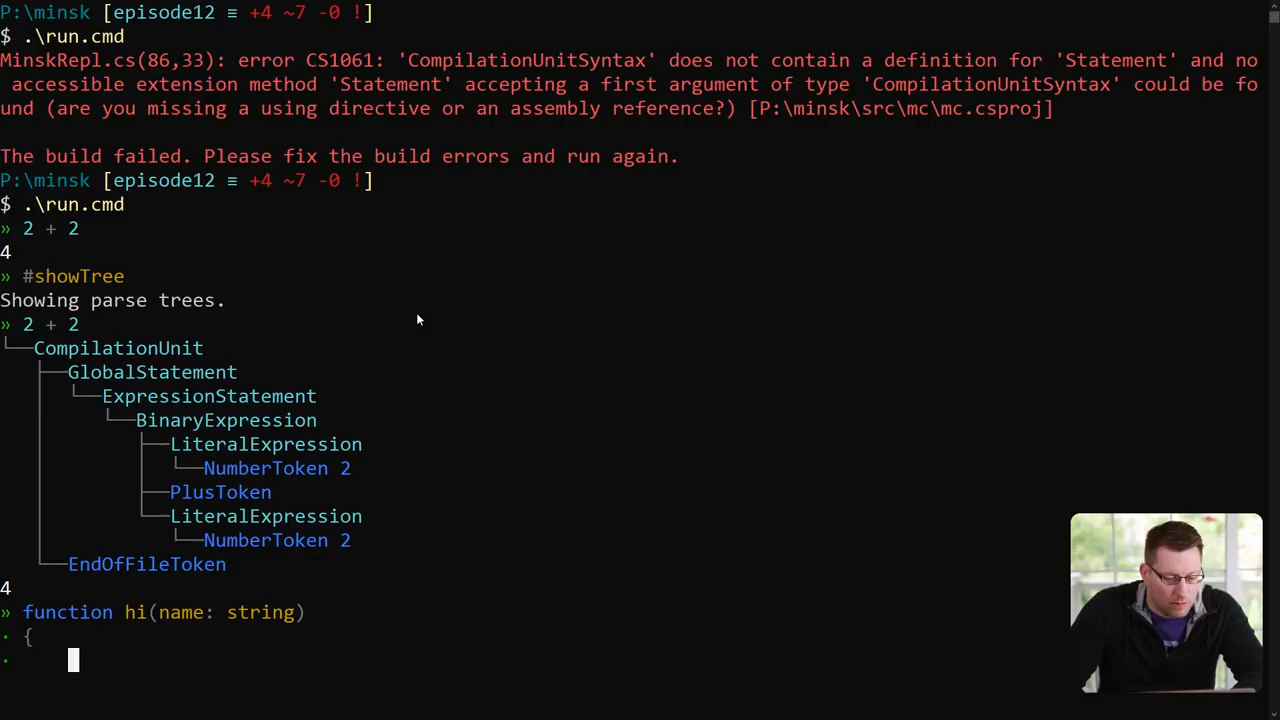 P:\minsk [episode12 ≡ +4 ~7 -0 !]
$ .\run.cmd
MinskRepl.cs(86,33): error CS1061: 'CompilationUnitSyntax' does not contain a definition for 'Statement' and no
 accessible extension method 'Statement' accepting a first argument of type 'CompilationUnitSyntax' could be fo
und (are you missing a using directive or an assembly reference?) [P:\minsk\src\mc\mc.csproj]
The build failed. Please fix the build errors and run again.
P:\minsk [episode12 ≡ +4 ~7 -0 !]
$ .\run.cmd
» 2 + 2
4
» #showTree
Showing parse trees.
» 2 + 2
└──CompilationUnit
   ├──GlobalStatement
   │  └──ExpressionStatement
   │     └──BinaryExpression
   │        ├──LiteralExpression
   │        │  └──NumberToken 2
   │        ├──PlusToken
   │        └──LiteralExpression
   │           └──NumberToken 2
   └──EndOfFileToken
4
» function hi(name: string)
· {
·